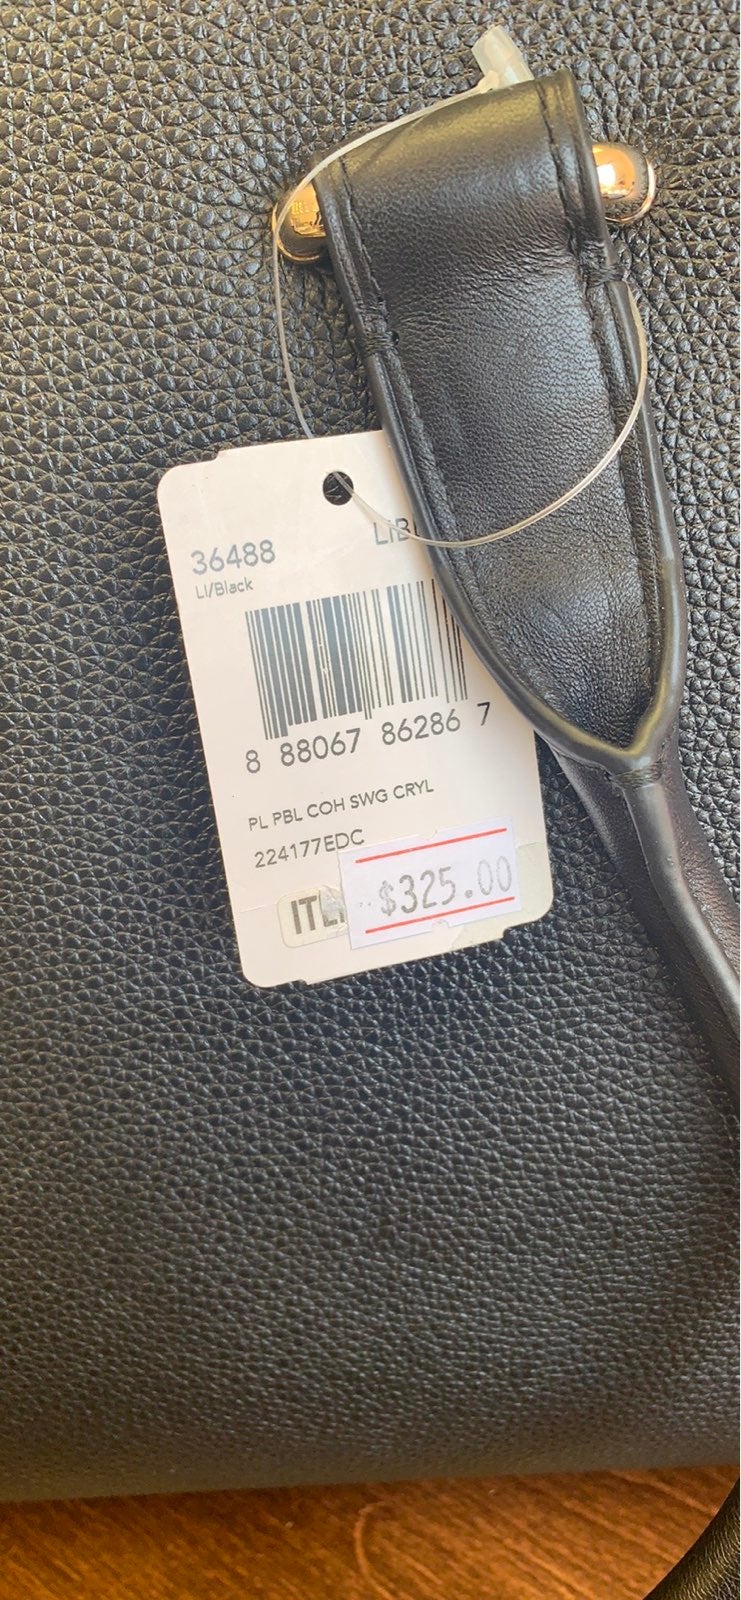 36488
LI/Black
8 88067 86286 7
PL PBL COH SWG CRYL
224177EDC
$325.00